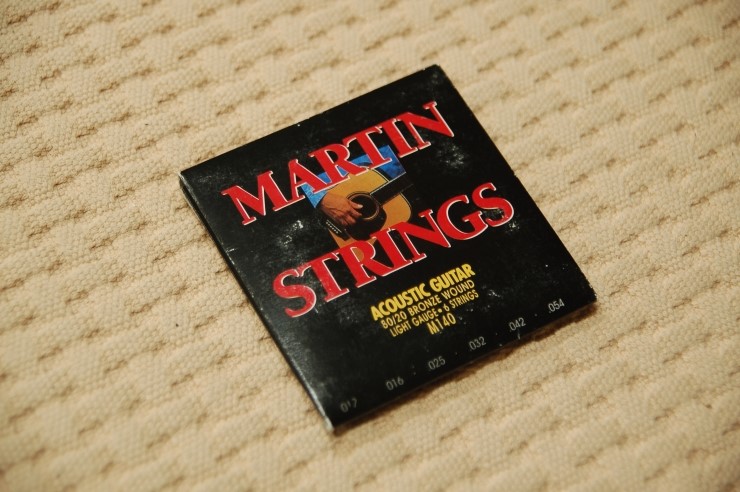 MARTIN
STRINGS
ACOUSTIC GUITAR
80/20 BRONZE WOUND
LIGHT GAUGE • 6 STRINGS
M140
012 016 .025 .032 .042 .054